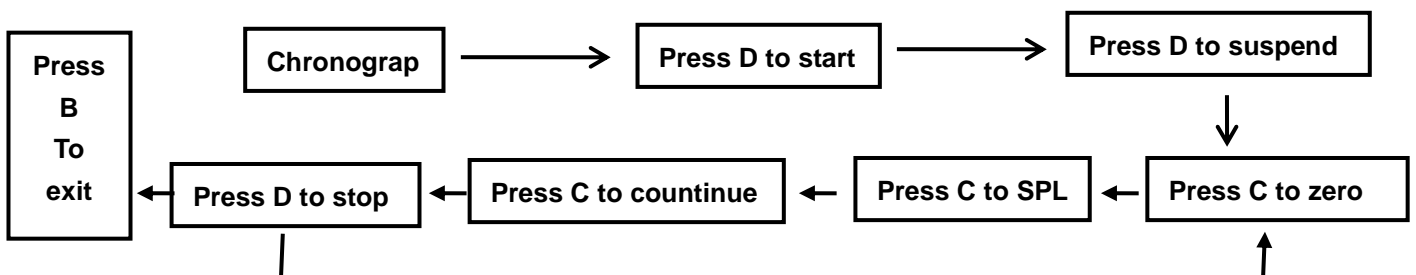 Chronograp
Press D to start
Press D to suspend
Press C to zero
Press C to SPL
Press C to countinue
Press D to stop
Press
B
To
exit